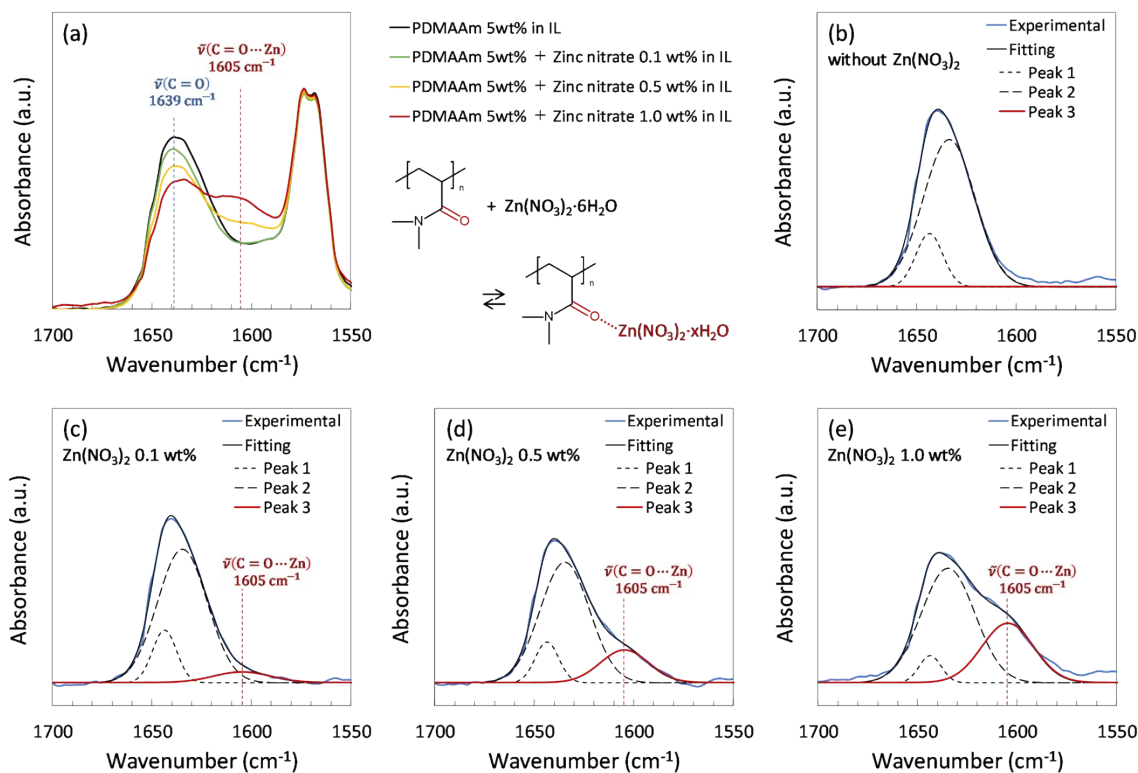 (a)
ν̃(C = O⋯Zn)
1605 cm⁻¹
ν̃(C = O)
1639 cm⁻¹
Absorbance (a.u.)
1700 1650 1600 1550
Wavenumber (cm⁻¹)
PDMAAm 5wt% in IL
PDMAAm 5wt% + Zinc nitrate 0.1 wt% in IL
PDMAAm 5wt% + Zinc nitrate 0.5 wt% in IL
PDMAAm 5wt% + Zinc nitrate 1.0 wt% in IL
n
N O + Zn(NO₃)₂·6H₂O
n
N O Zn(NO₃)₂·xH₂O
(b)
without Zn(NO₃)₂
Experimental
Fitting
Peak 1
Peak 2
Peak 3
Absorbance (a.u.)
1700 1650 1600 1550
Wavenumber (cm⁻¹)
(c)
Zn(NO₃)₂ 0.1 wt%
Experimental
Fitting
Peak 1
Peak 2
Peak 3
ν̃(C = O⋯Zn)
1605 cm⁻¹
Absorbance (a.u.)
1700 1650 1600 1550
Wavenumber (cm⁻¹)
(d)
Zn(NO₃)₂ 0.5 wt%
Experimental
Fitting
Peak 1
Peak 2
Peak 3
ν̃(C = O⋯Zn)
1605 cm⁻¹
Absorbance (a.u.)
1700 1650 1600 1550
Wavenumber (cm⁻¹)
(e)
Zn(NO₃)₂ 1.0 wt%
Experimental
Fitting
Peak 1
Peak 2
Peak 3
ν̃(C = O⋯Zn)
1605 cm⁻¹
Absorbance (a.u.)
1700 1650 1600 1550
Wavenumber (cm⁻¹)